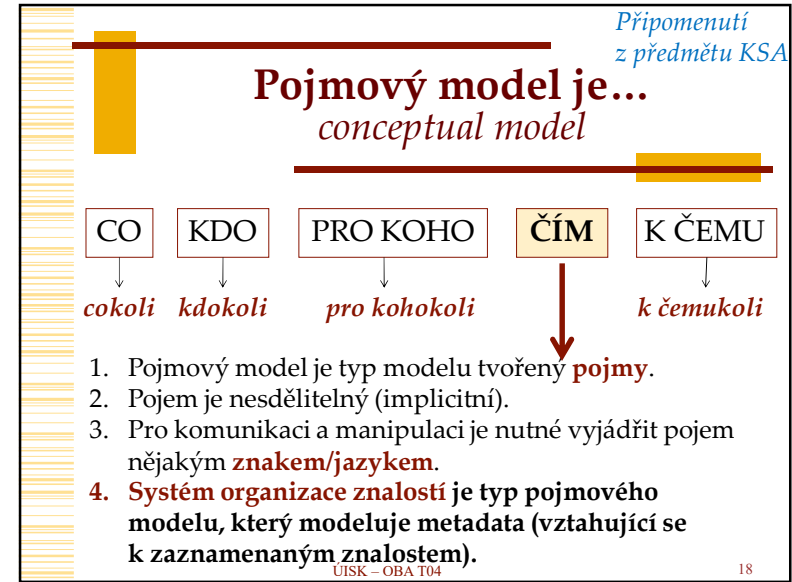 Připomenutí
z předmětu KSA
Pojmový model je…
conceptual model
CO KDO PRO KOHO ČÍM K ČEMU
cokoli kdokoli pro kohokoli k čemukoli
1. Pojmový model je typ modelu tvořený pojmy.
2. Pojem je nesdělitelný (implicitní).
3. Pro komunikaci a manipulaci je nutné vyjádřit pojem
nějakým znakem/jazykem.
4. Systém organizace znalostí je typ pojmového
modelu, který modeluje metadata (vztahující se
k zaznamenaným znalostem).
ÚISK – OBA T04 18